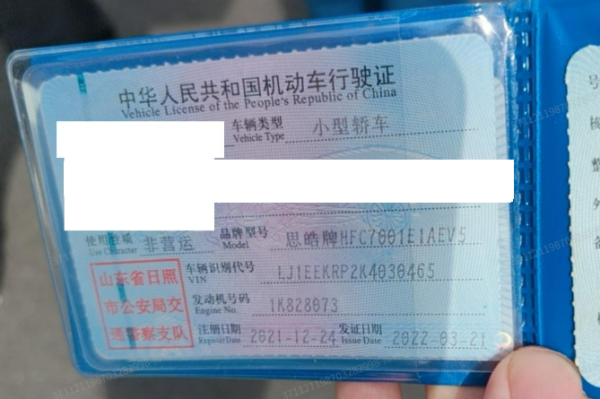 中华人民共和国机动车行驶证
Vehicle License of the People's Republic of China
车辆类型 小型轿车
Vehicle Type
使用性质 非营运 品牌型号 思皓牌HFC7001E1AEV5
Use Character Model
山东省日照
市公安局交
通警察支队
车辆识别代号 LJ1EEKRP2K4030465
VIN
发动机号码 1K828073
Engine No.
注册日期 2021-12-24 发证日期 2022-03-21
Register Date Issue Date
号